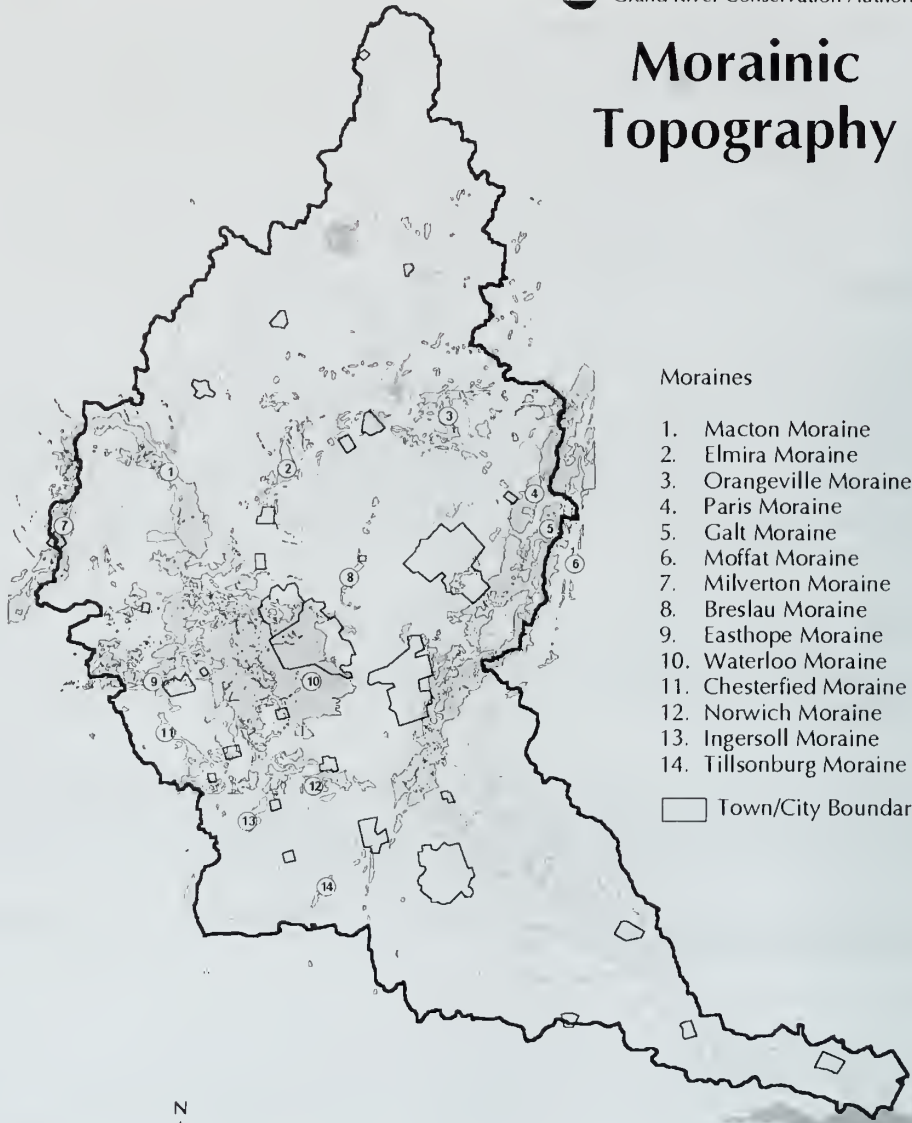 Grand River Conservation
Morainic
Topography
Moraines
1. Macton Moraine
2. Elmira Moraine
3. Orangeville Moraine
4. Paris Moraine
5. Galt Moraine
6. Moffat Moraine
7. Milverton Moraine
8. Breslau Moraine
9. Easthope Moraine
10. Waterloo Moraine
11. Chesterfied Moraine
12. Norwich Moraine
13. Ingersoll Moraine
14. Tillsonburg Moraine
Town/City Boundar
3
1
2
4
7
5
6
8
9
10
11
12
13
14
N